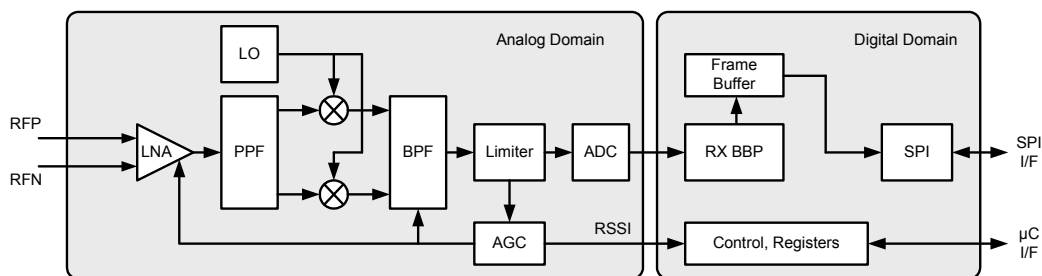 Analog Domain
Digital Domain
LO
Frame
Buffer
RFP
RFN
LNA
PPF
BPF
Limiter
ADC
RX BBP
SPI
SPI
I/F
AGC
RSSI
Control, Registers
µC
I/F